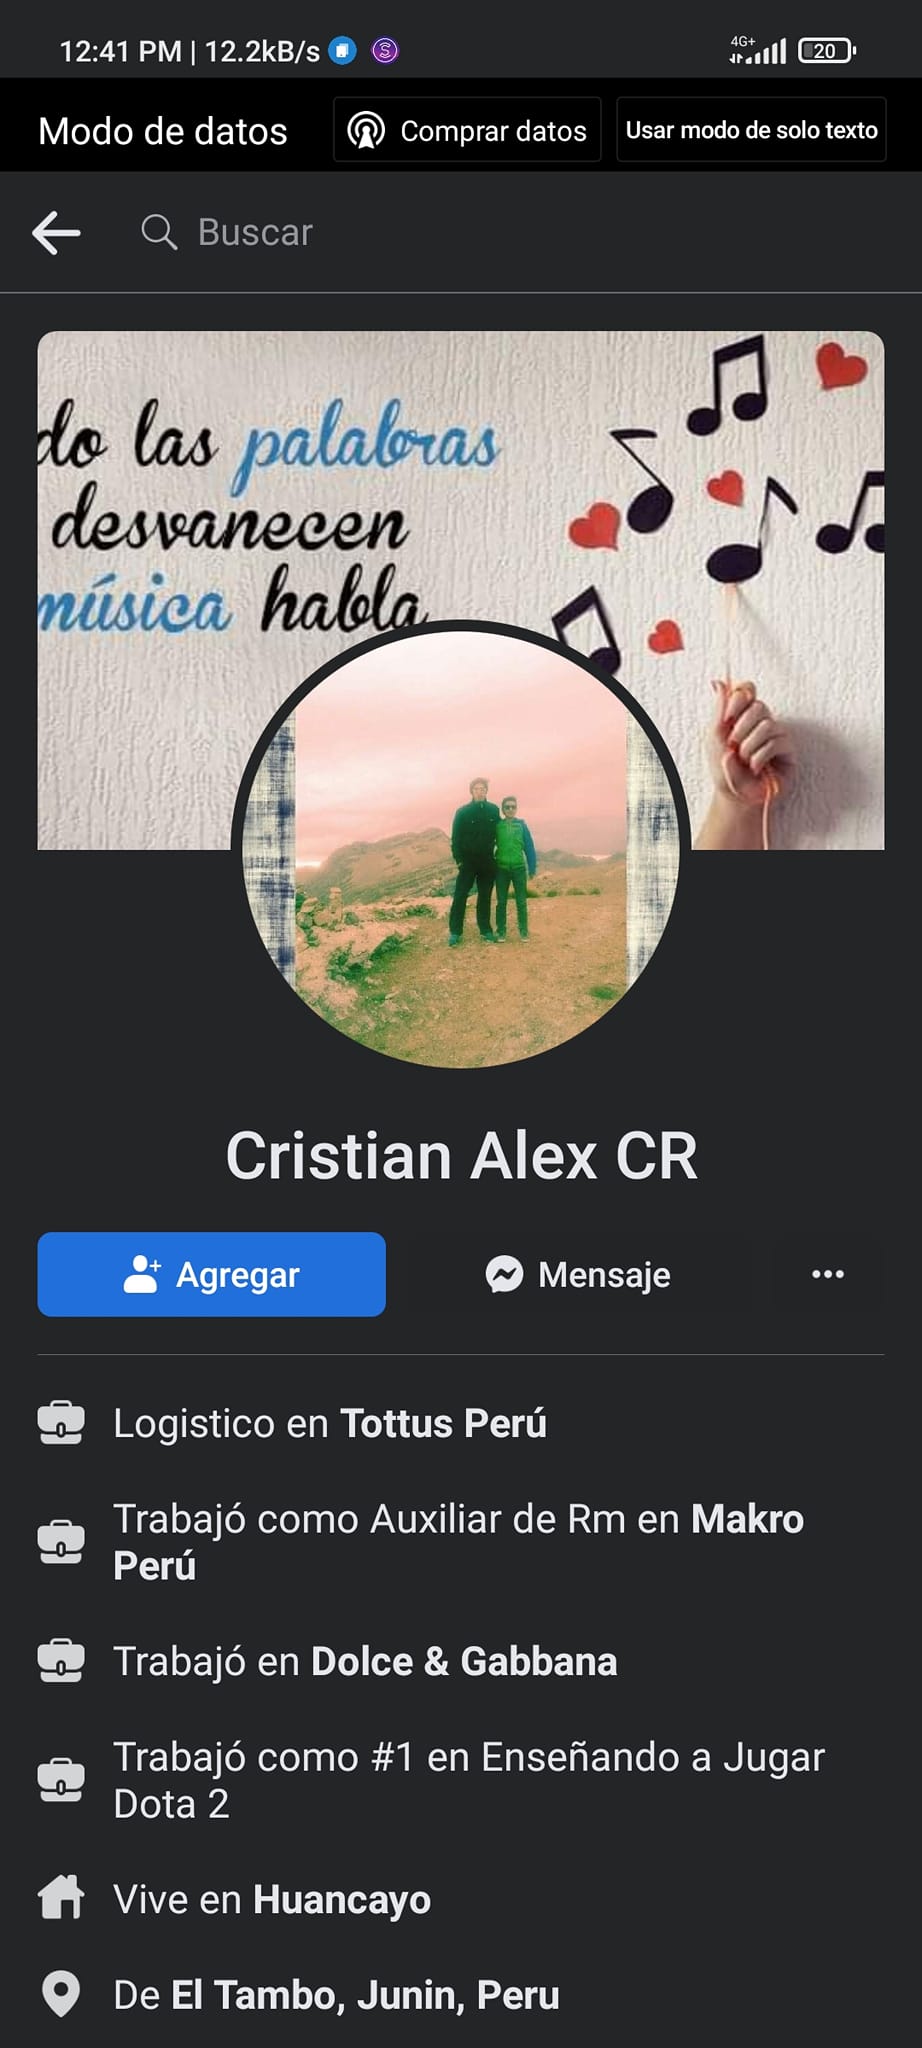 12:41 PM | 12.2kB/s S 4G+ 20
Modo de datos Comprar datos Usar modo de solo texto
Buscar
do las palabras
desvanecen
música habla
Cristian Alex CR
Agregar Mensaje
Logistico en Tottus Perú
Trabajó como Auxiliar de Rm en Makro
Perú
Trabajó en Dolce & Gabbana
Trabajó como #1 en Enseñando a Jugar
Dota 2
Vive en Huancayo
De El Tambo, Junin, Peru